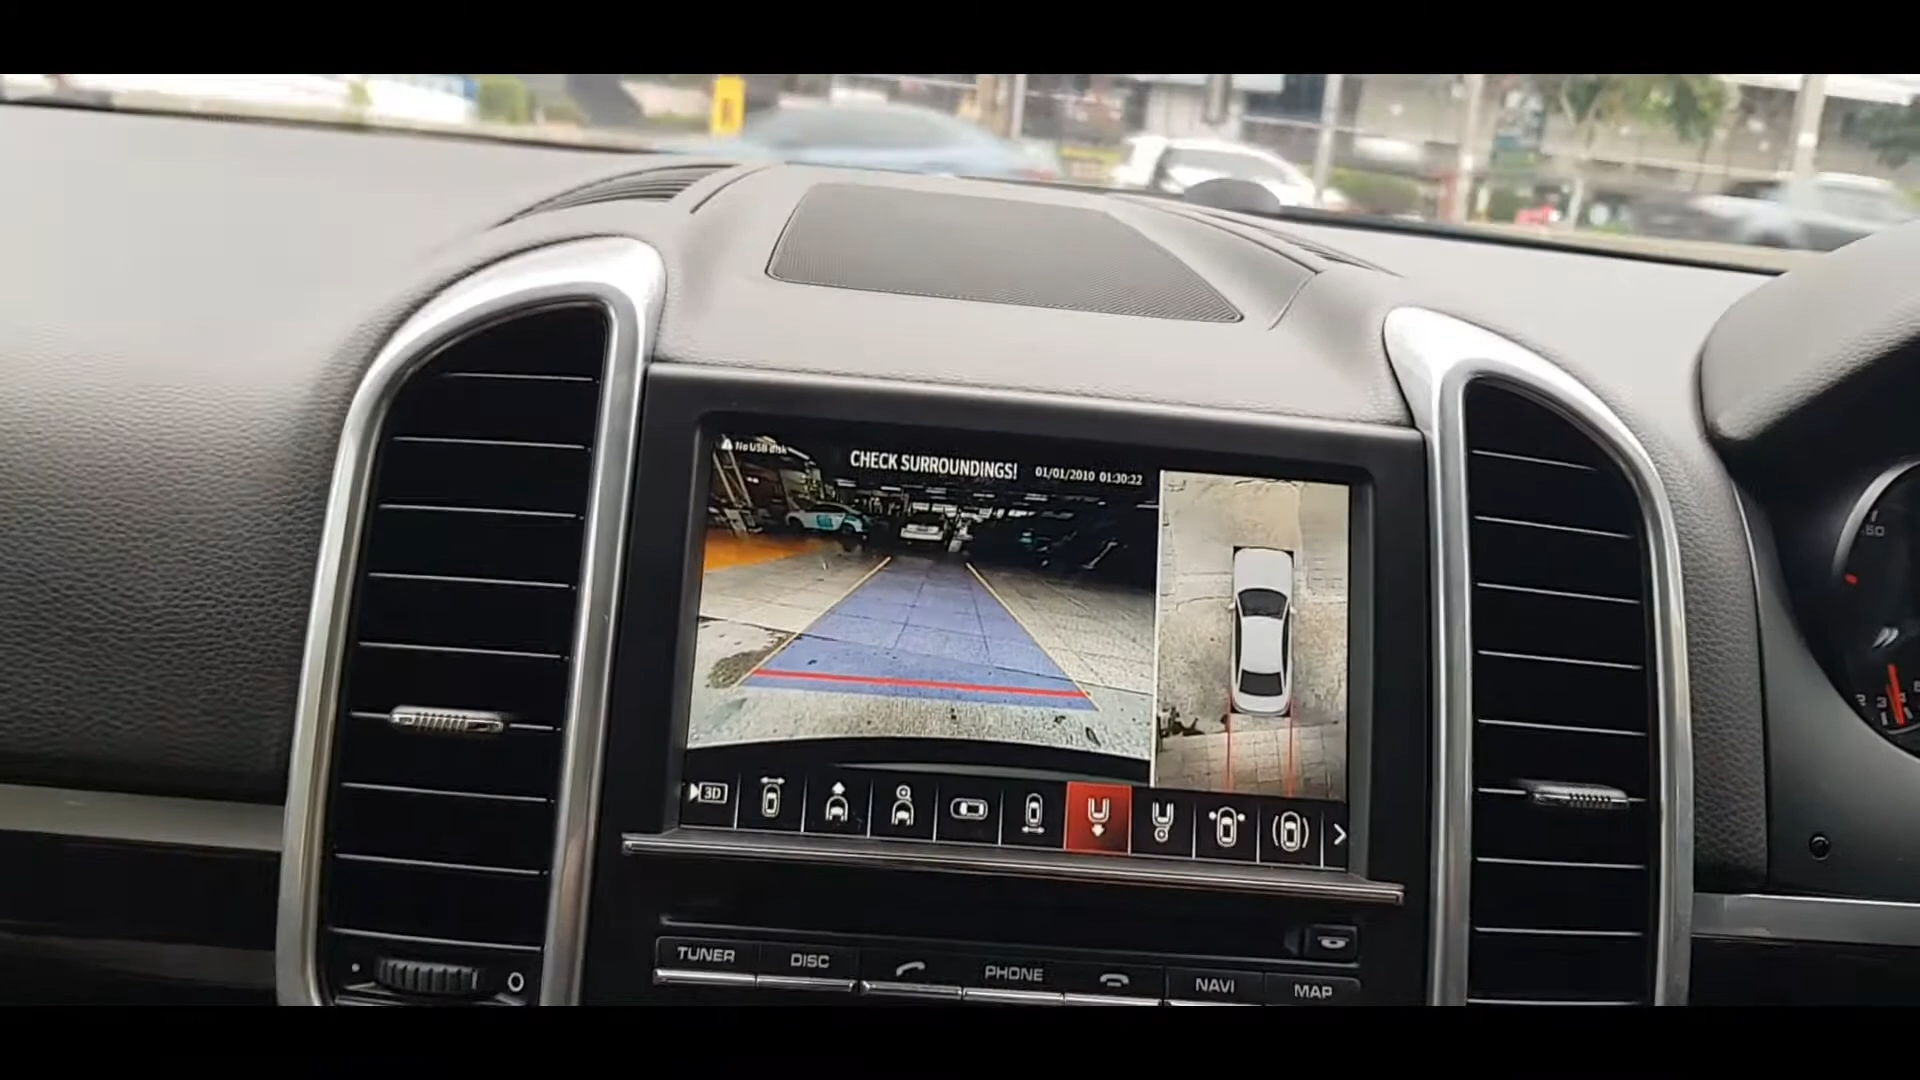 No USB disk
CHECK SURROUNDINGS!
01/01/2010 01:30:22
3D
TUNER
DISC
PHONE
NAVI
MAP